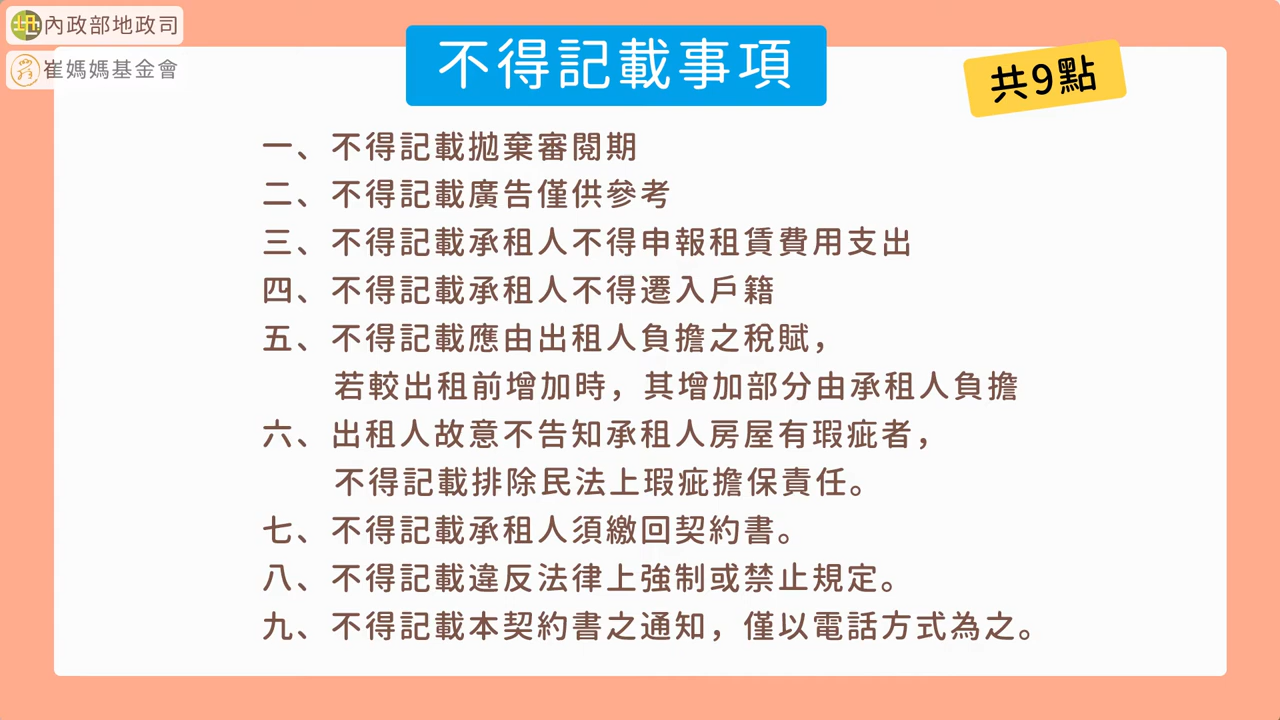 內政部地政司
崔媽媽基金會
不得記載事項
共9點
一、不得記載拋棄審閱期
二、不得記載廣告僅供參考
三、不得記載承租人不得申報租賃費用支出
四、不得記載承租人不得遷入戶籍
五、不得記載應由出租人負擔之稅賦，
若較出租前增加時，其增加部分由承租人負擔
六、出租人故意不告知承租人房屋有瑕疵者，
不得記載排除民法上瑕疵擔保責任。
七、不得記載承租人須繳回契約書。
八、不得記載違反法律上強制或禁止規定。
九、不得記載本契約書之通知，僅以電話方式為之。